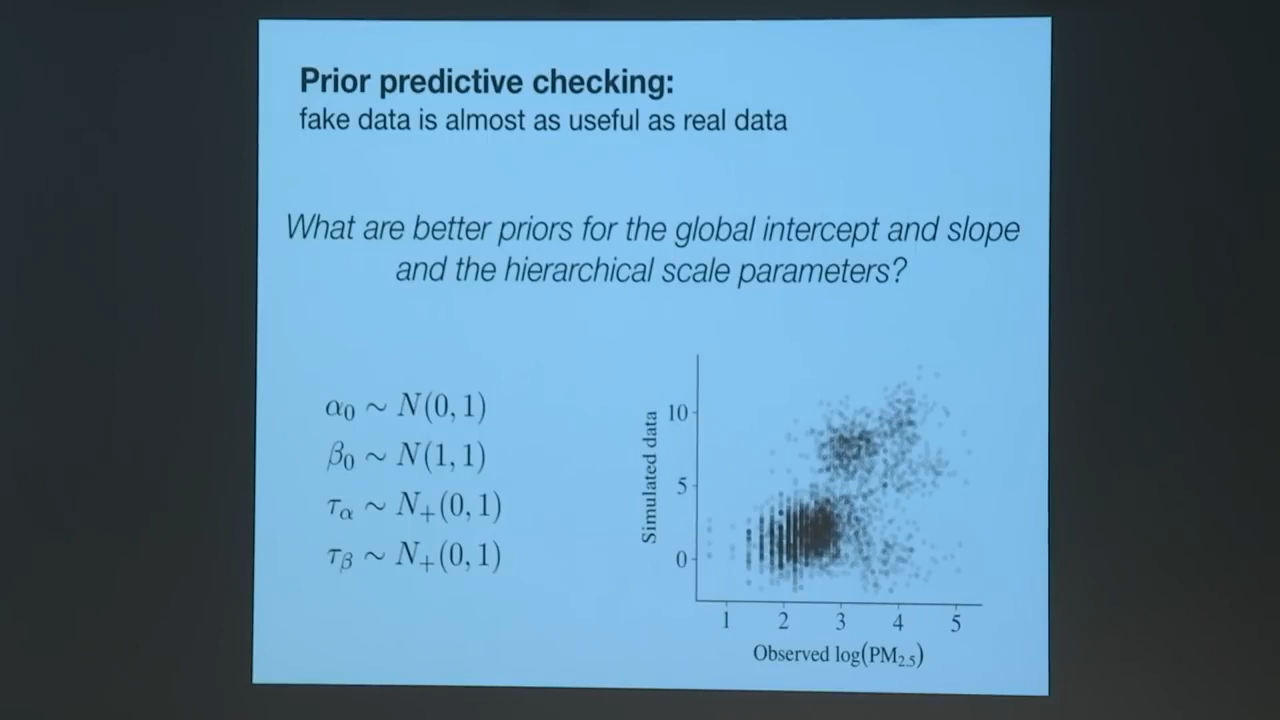 Prior predictive checking:
fake data is almost as useful as real data
What are better priors for the global intercept and slope
and the hierarchical scale parameters?
α₀ ~ N(0, 1)
β₀ ~ N(1, 1)
τ_α ~ N₊(0, 1)
τ_β ~ N₊(0, 1)
Simulated data
10
5
0
1 2 3 4 5
Observed log(PM₂.₅)